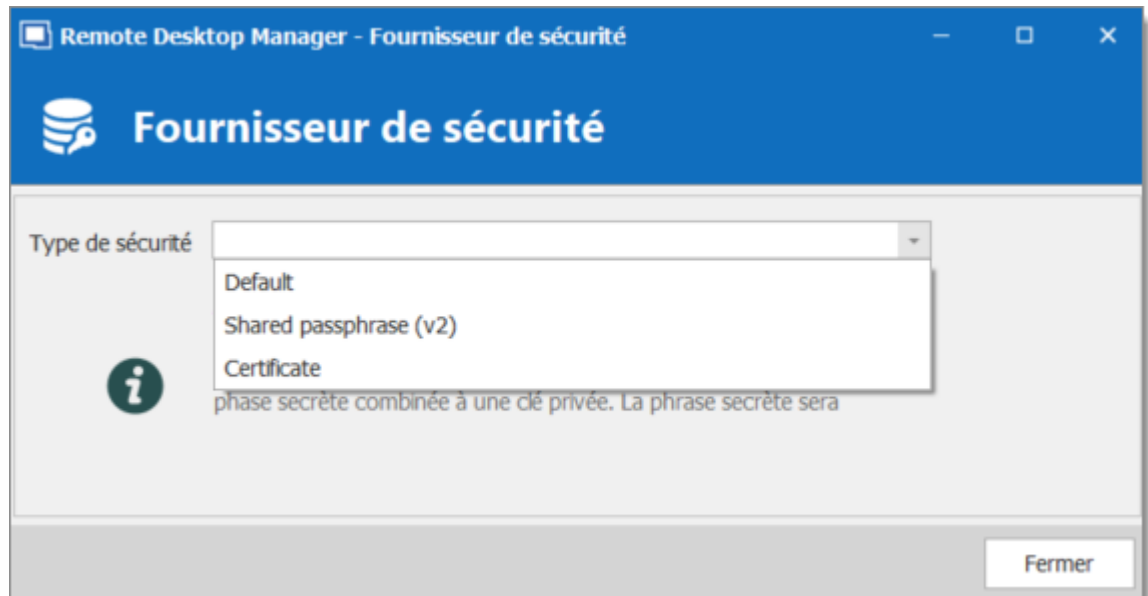 Remote Desktop Manager - Fournisseur de sécurité
Fournisseur de sécurité
Type de sécurité
Default
Shared passphrase (v2)
Certificate
phase secrète combinée à une clé privée. La phrase secrète sera
Fermer